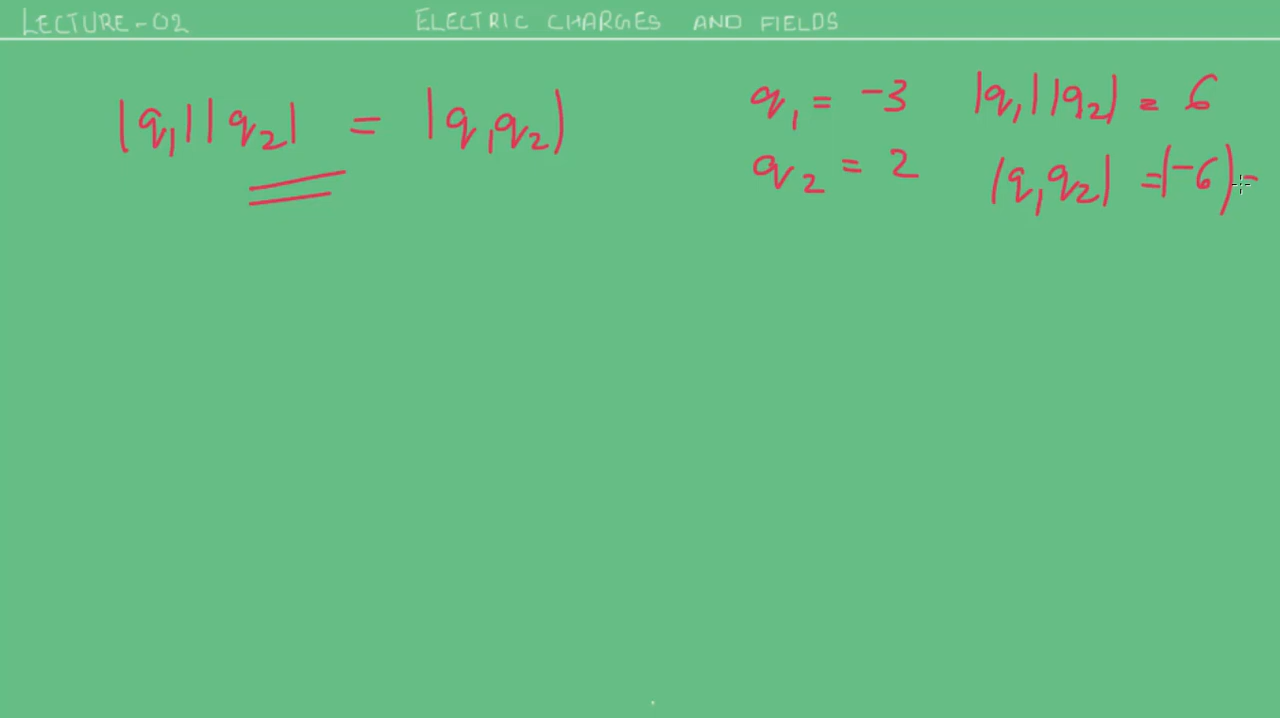 LECTURE-02 ELECTRIC CHARGES AND FIELDS
|q₁||q₂| = |q₁q₂|
q₁ = -3 |q₁||q₂| = 6
q₂ = 2 |q₁q₂| = |-6| =